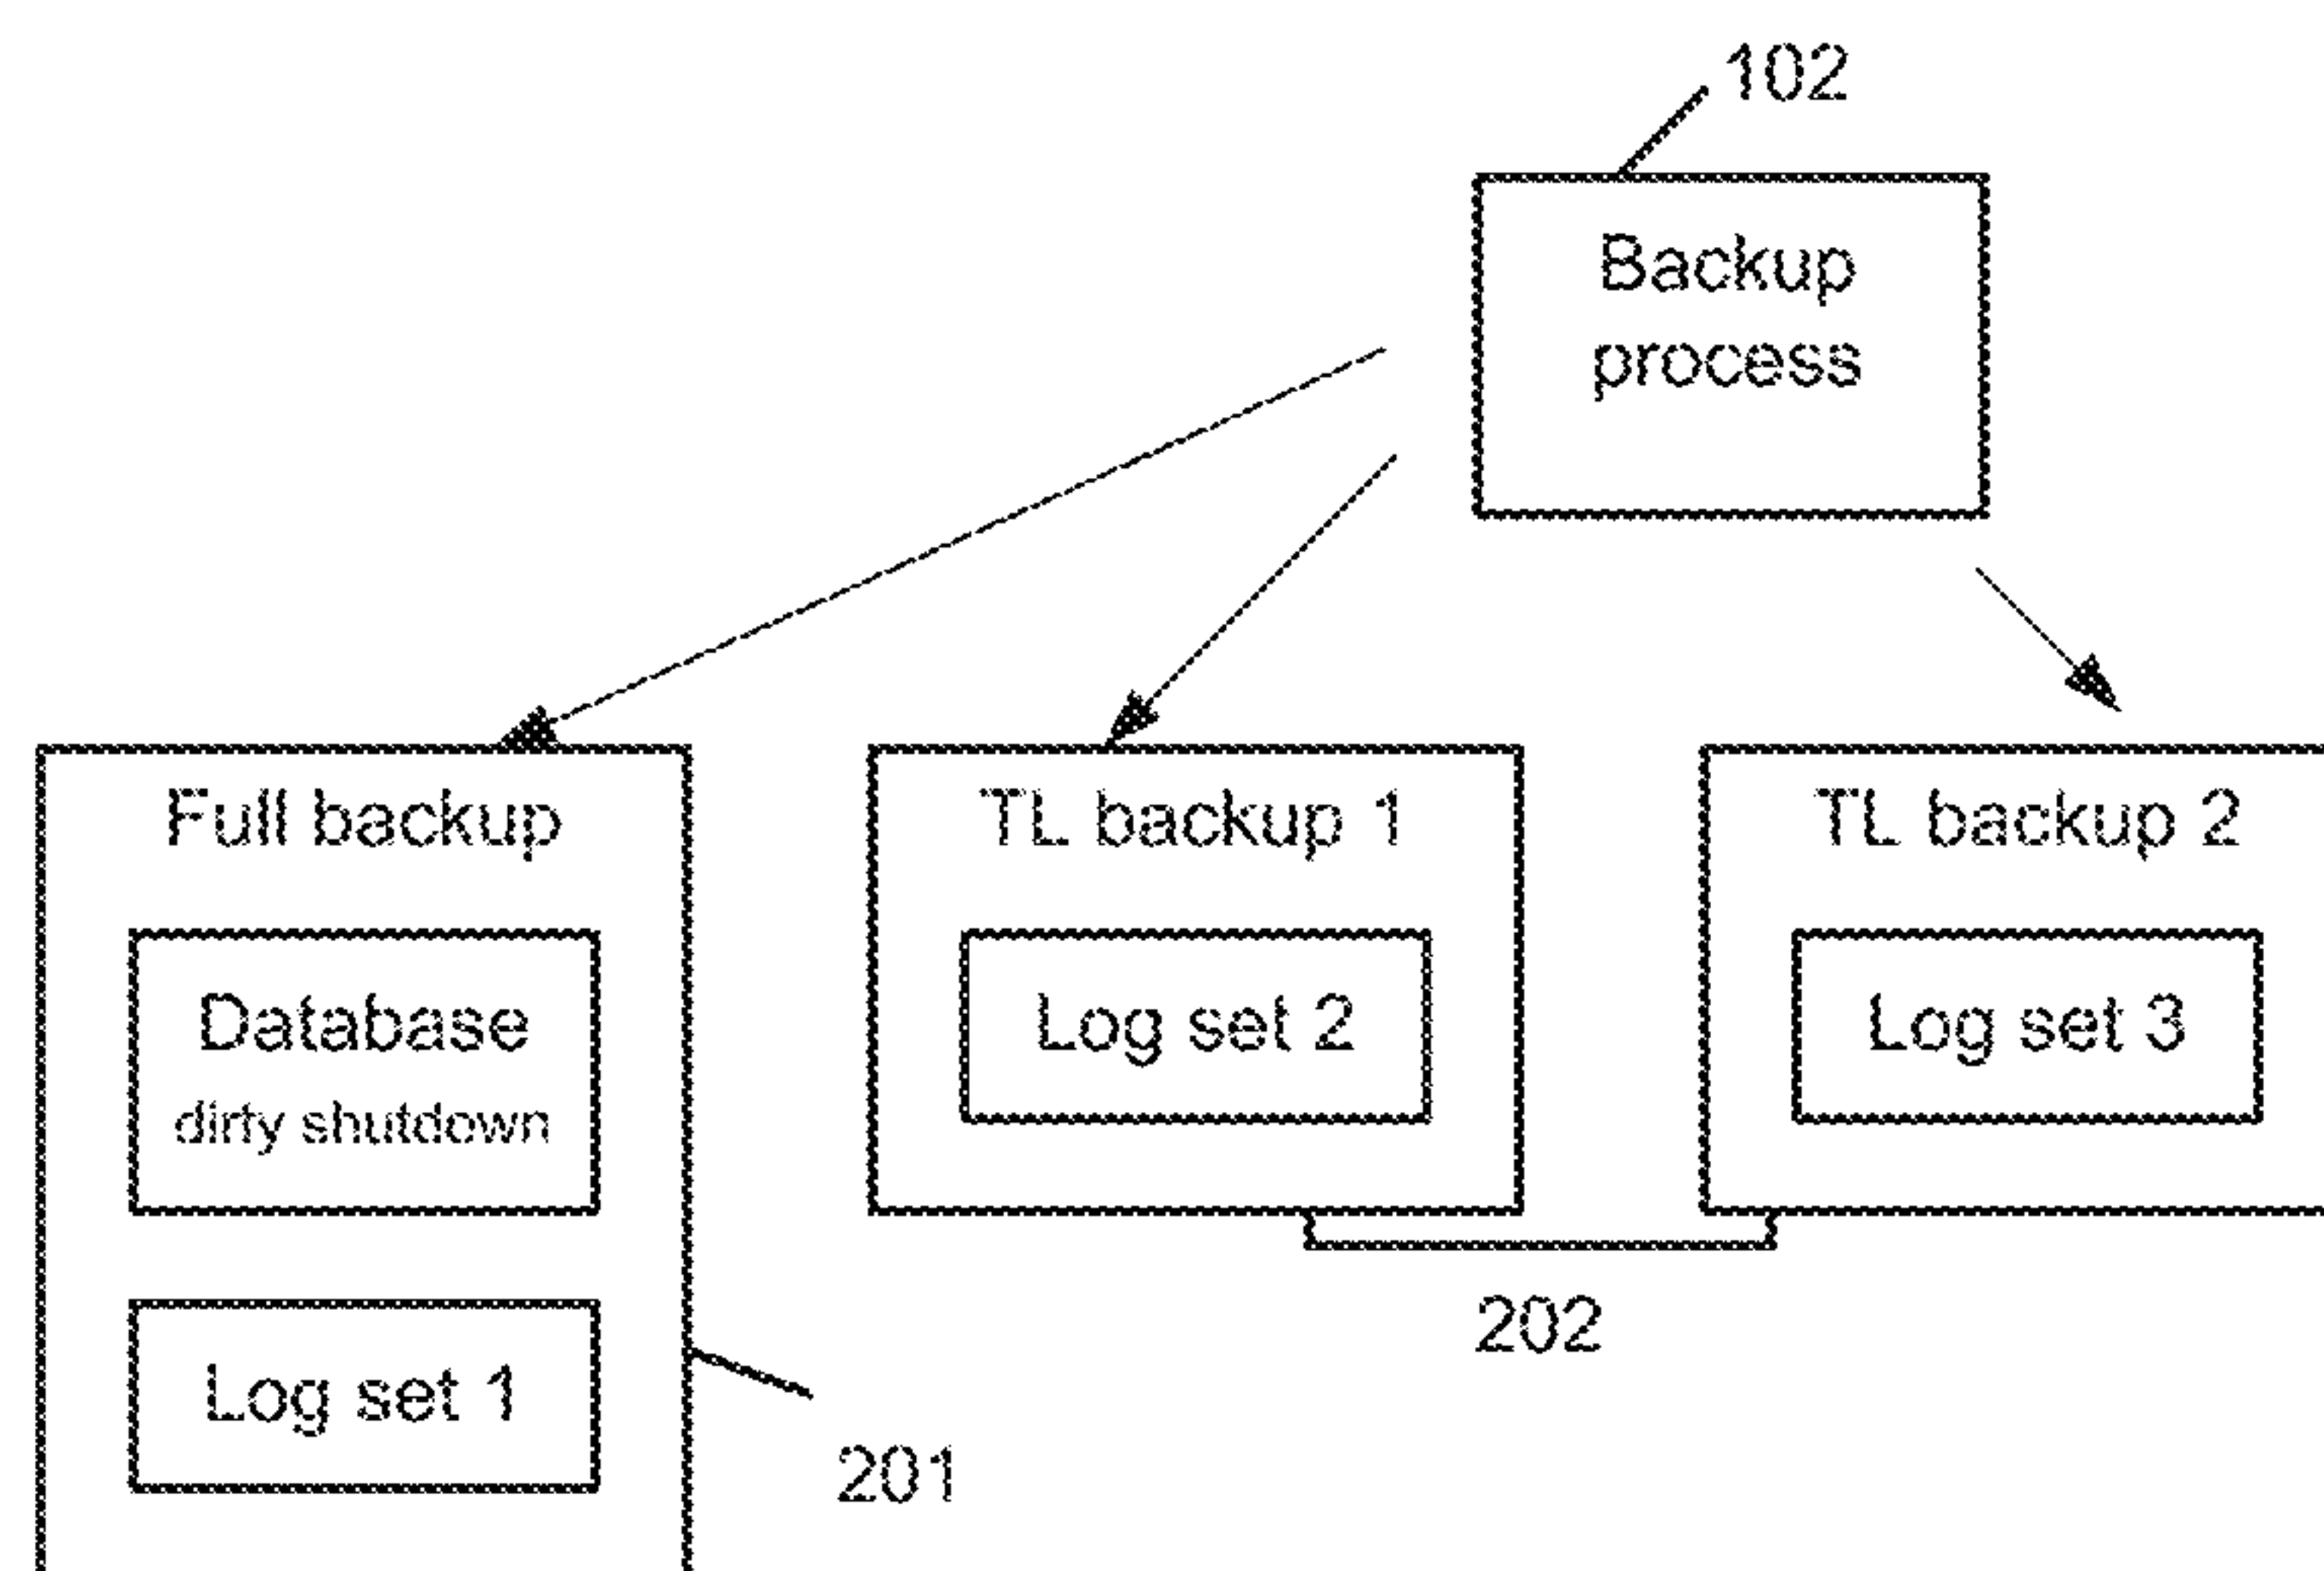 102
Backup
process
Full backup
TL backup 1
TL backup 2
Database
dirty shutdown
Log set 2
Log set 3
202
Log set 1
201